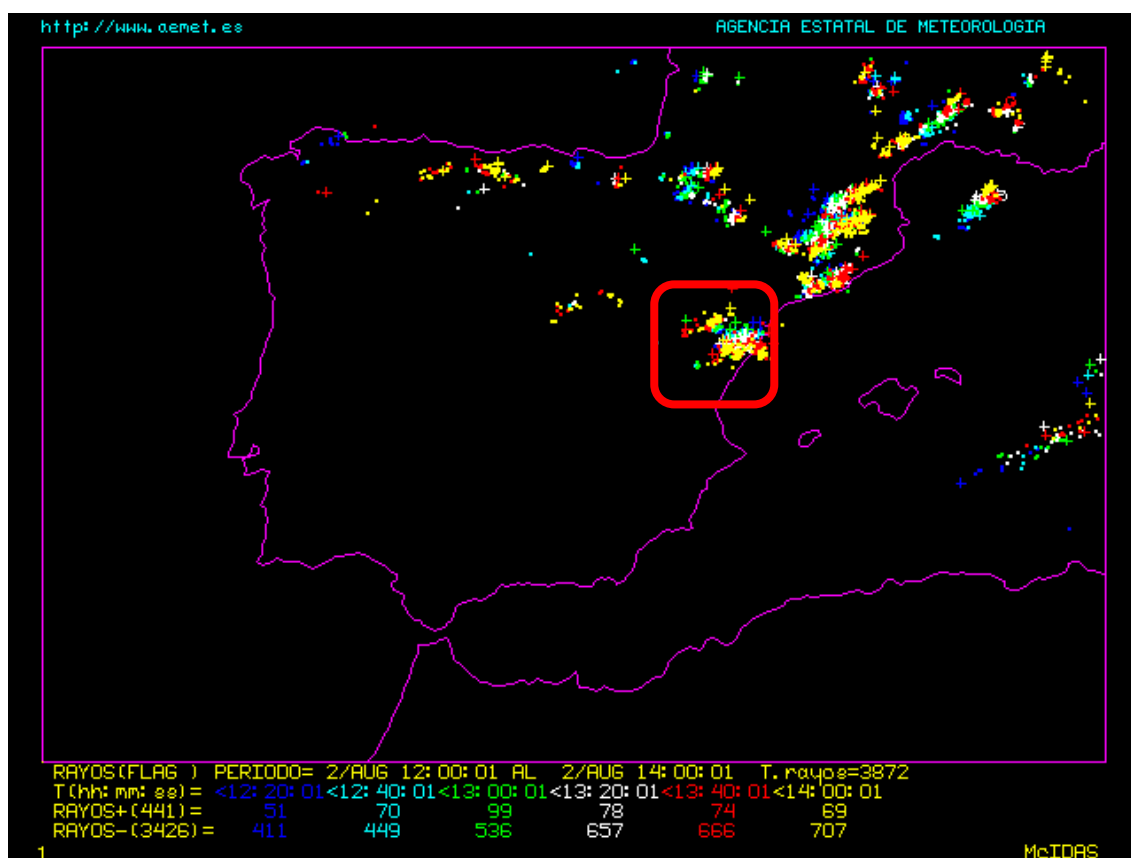 http://www.aemet.es AGENCIA ESTATAL DE METEOROLOGIA
RAYOS(FLAG ) PERIODO= 2/AUG 12:00:01 AL 2/AUG 14:00:01 T.rayos=3872
T(hh:mm:ss)= <12:20:01<12:40:01<13:00:01<13:20:01<13:40:01<14:00:01
RAYOS+(441)= 51 70 99 78 74 69
RAYOS-(3426)= 411 449 536 657 666 707
1 McIDAS